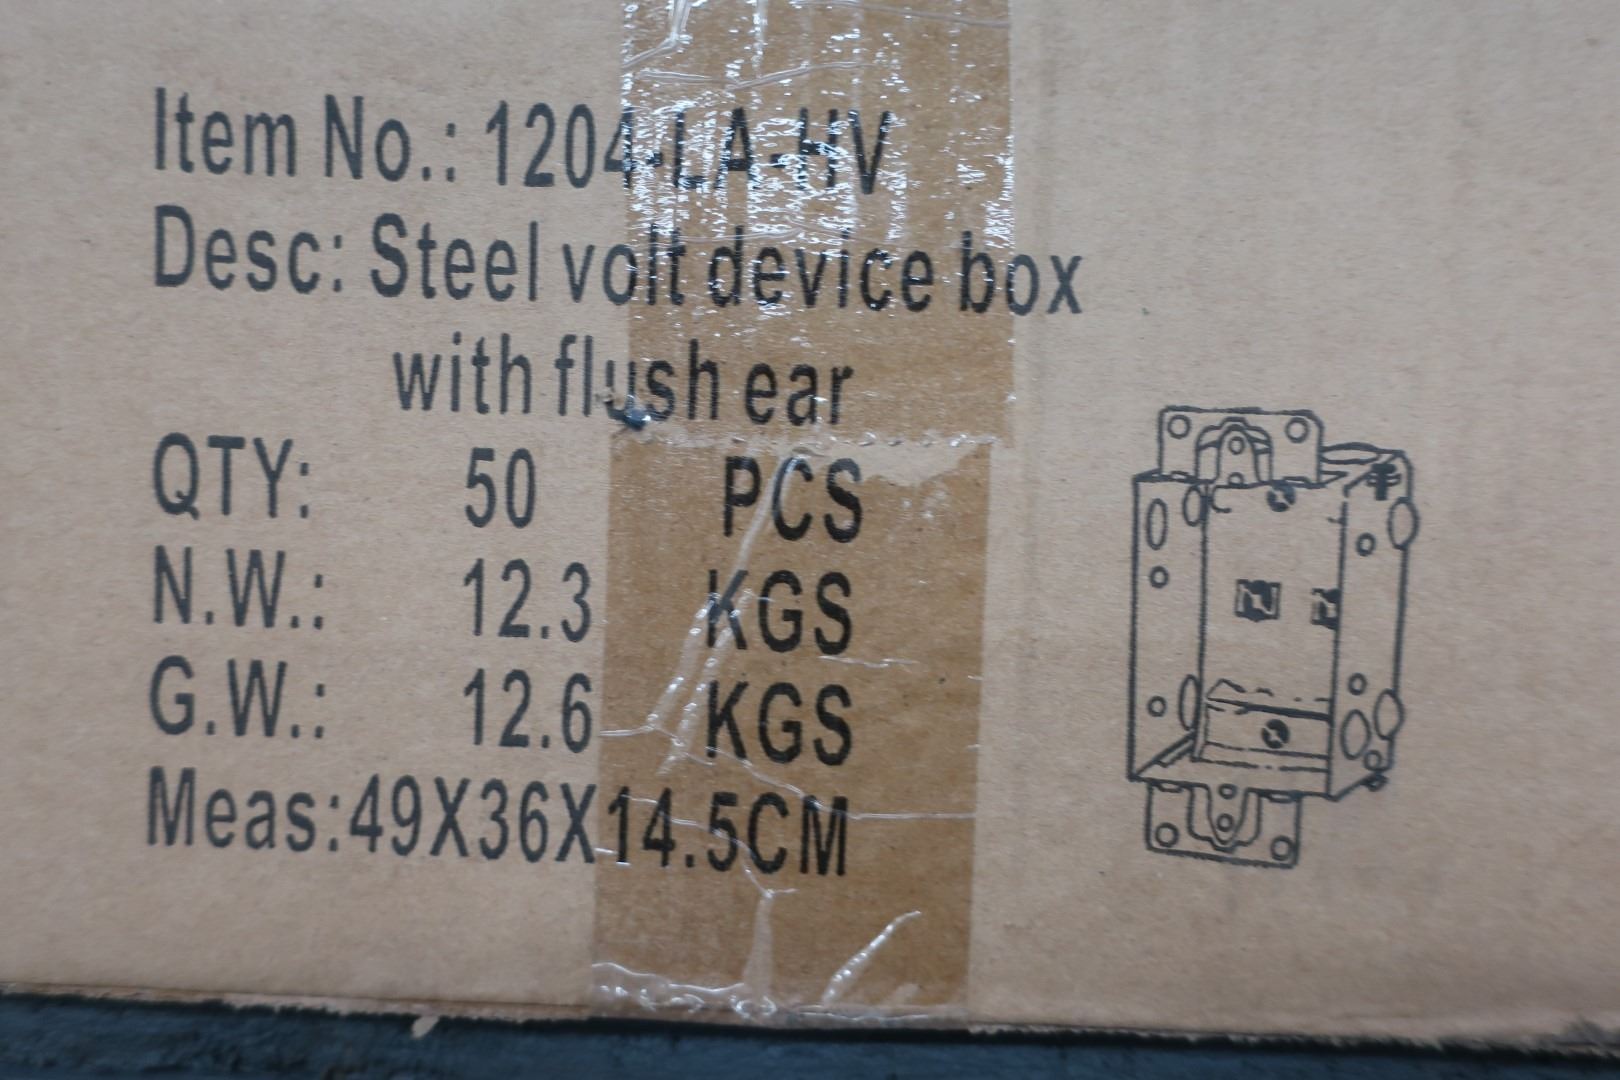 Item No.: 1204-LA-HV
Desc: Steel volt device box
with flush ear
QTY: 50 PCS
N.W.: 12.3 KGS
G.W.: 12.6 KGS
Meas:49X36X14.5CM